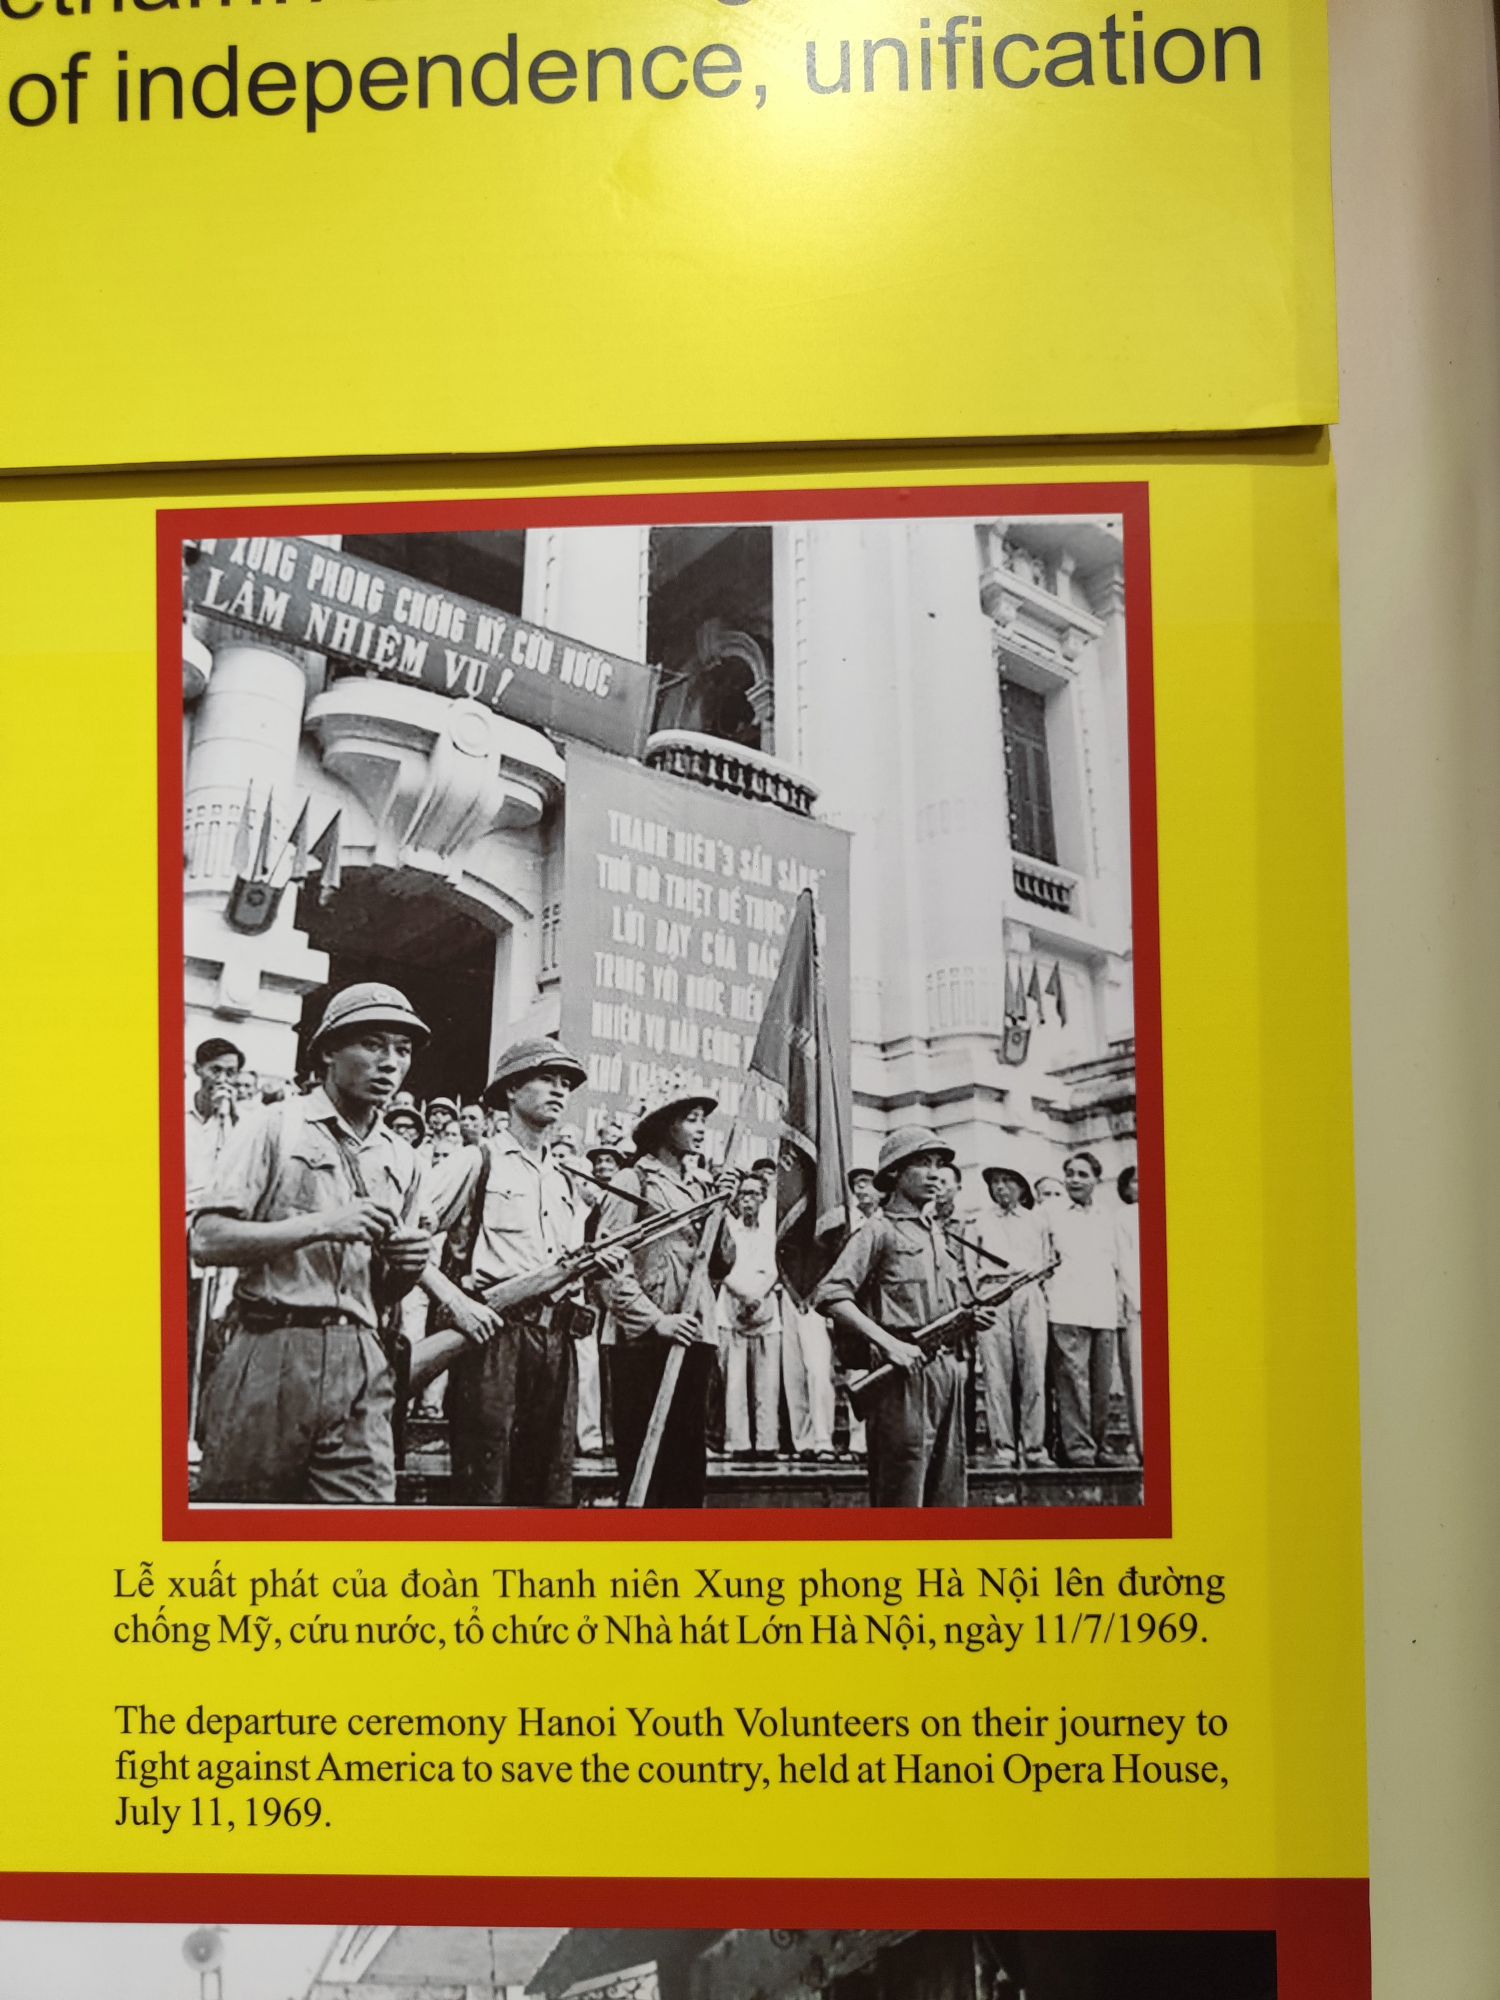 of independence, unification
XUNG PHONG CHỐNG MỸ, CỨU NƯỚC
LÀM NHIỆM VỤ!
THANH NIÊN "3 SẴN SÀNG"
THỦ ĐÔ TRIỆT ĐỂ THỰC
LỜI DẠY CỦA BÁC
TRUNG VỚI NƯỚC HIẾU
NHIỆM VỤ NÀO CŨNG
Lễ xuất phát của đoàn Thanh niên Xung phong Hà Nội lên đường
chống Mỹ, cứu nước, tổ chức ở Nhà hát Lớn Hà Nội, ngày 11/7/1969.
The departure ceremony Hanoi Youth Volunteers on their journey to
fight against America to save the country, held at Hanoi Opera House,
July 11, 1969.